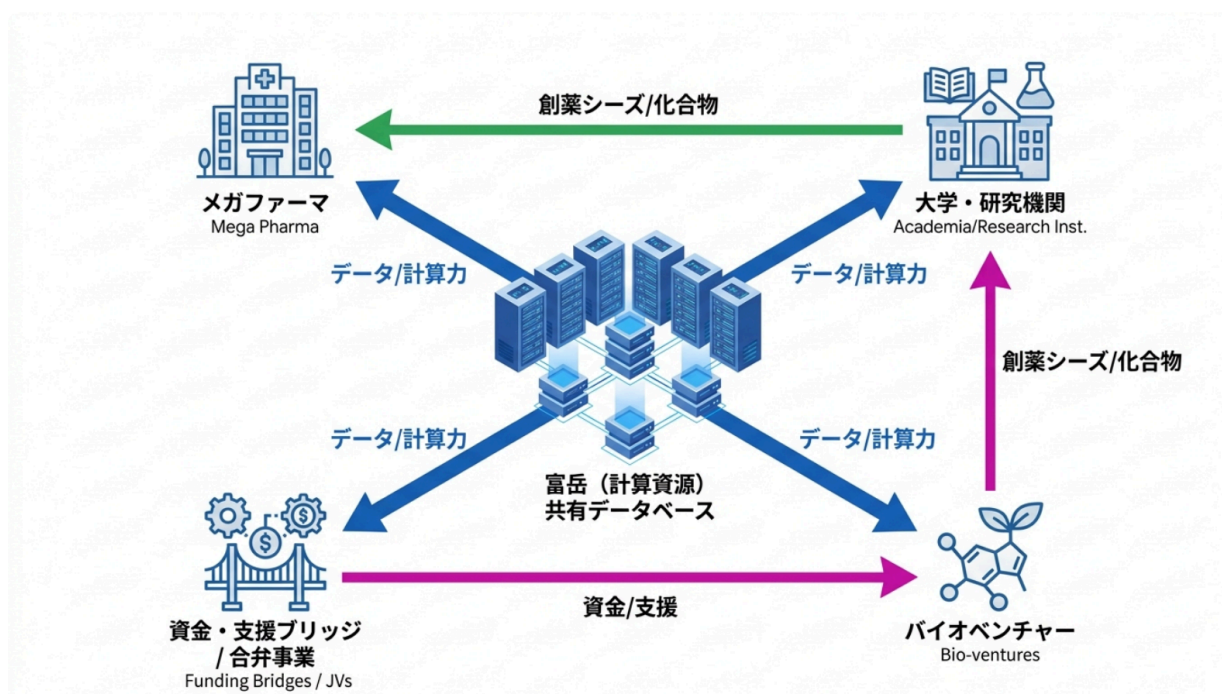 創薬シーズ/化合物
メガファーマ
Mega Pharma
大学・研究機関
Academia/Research Inst.
データ/計算力
データ/計算力
創薬シーズ/化合物
データ/計算力
データ/計算力
富岳（計算資源）
共有データベース
資金/支援
資金・支援ブリッジ
/ 合弁事業
Funding Bridges / JVs
バイオベンチャー
Bio-ventures